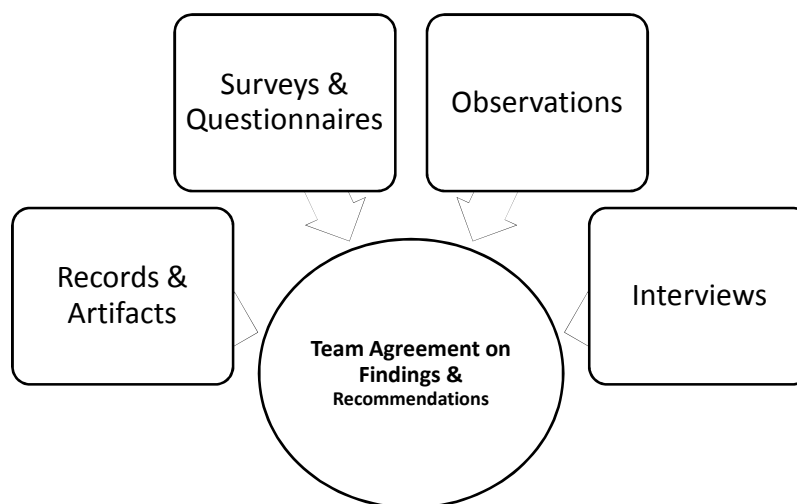 Surveys &
Questionnaires
Observations
Records &
Artifacts
Interviews
Team Agreement on
Findings &
Recommendations